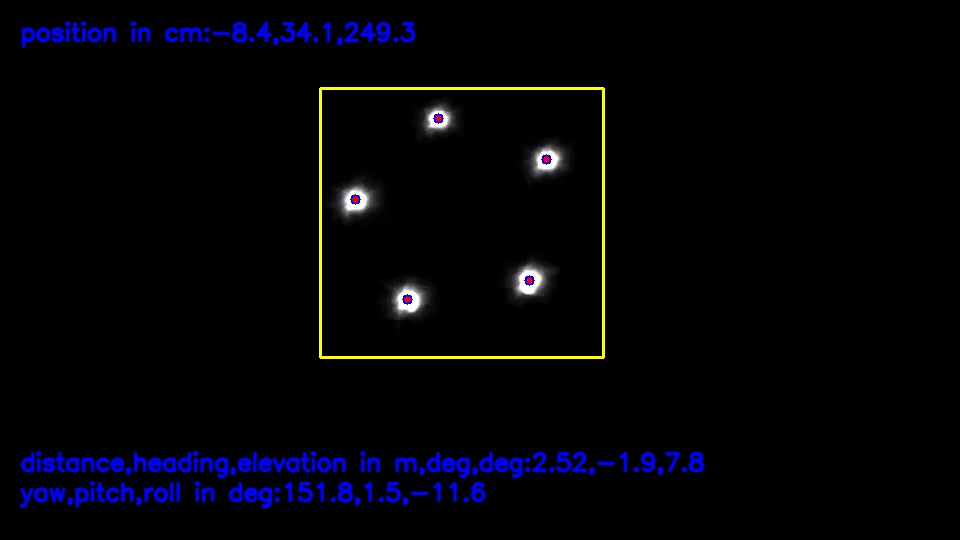 position in cm:-8.4,34.1,249.3
distance,heading,elevation in m,deg,deg:2.52,-1.9,7.8
yaw,pitch,roll in deg:151.8,1.5,-11.6